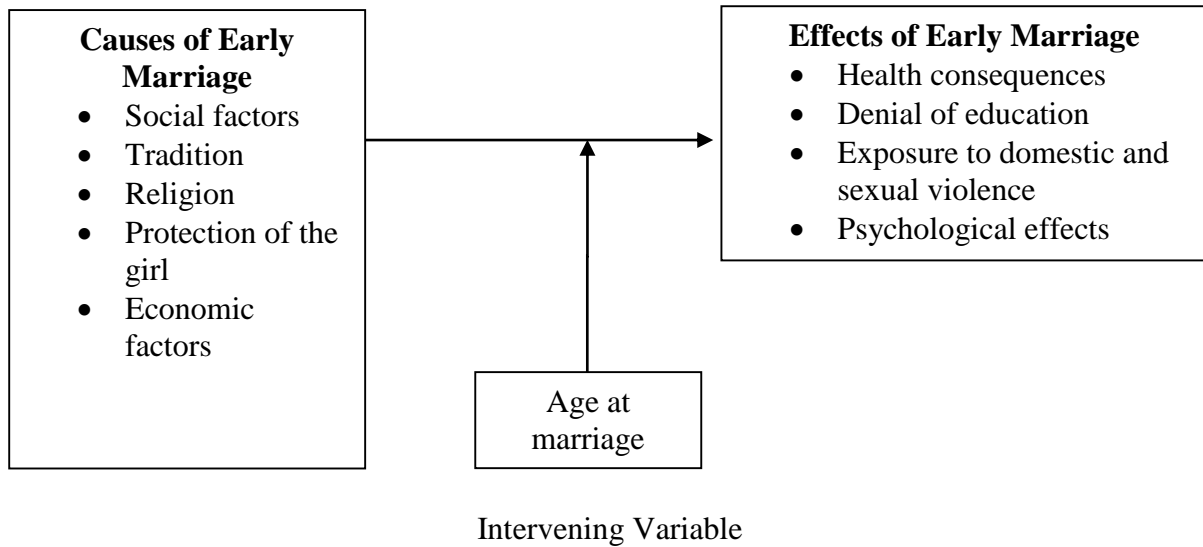 Causes of Early
Marriage
• Social factors
• Tradition
• Religion
• Protection of the
girl
• Economic
factors
Effects of Early Marriage
• Health consequences
• Denial of education
• Exposure to domestic and
sexual violence
• Psychological effects
Age at
marriage
Intervening Variable